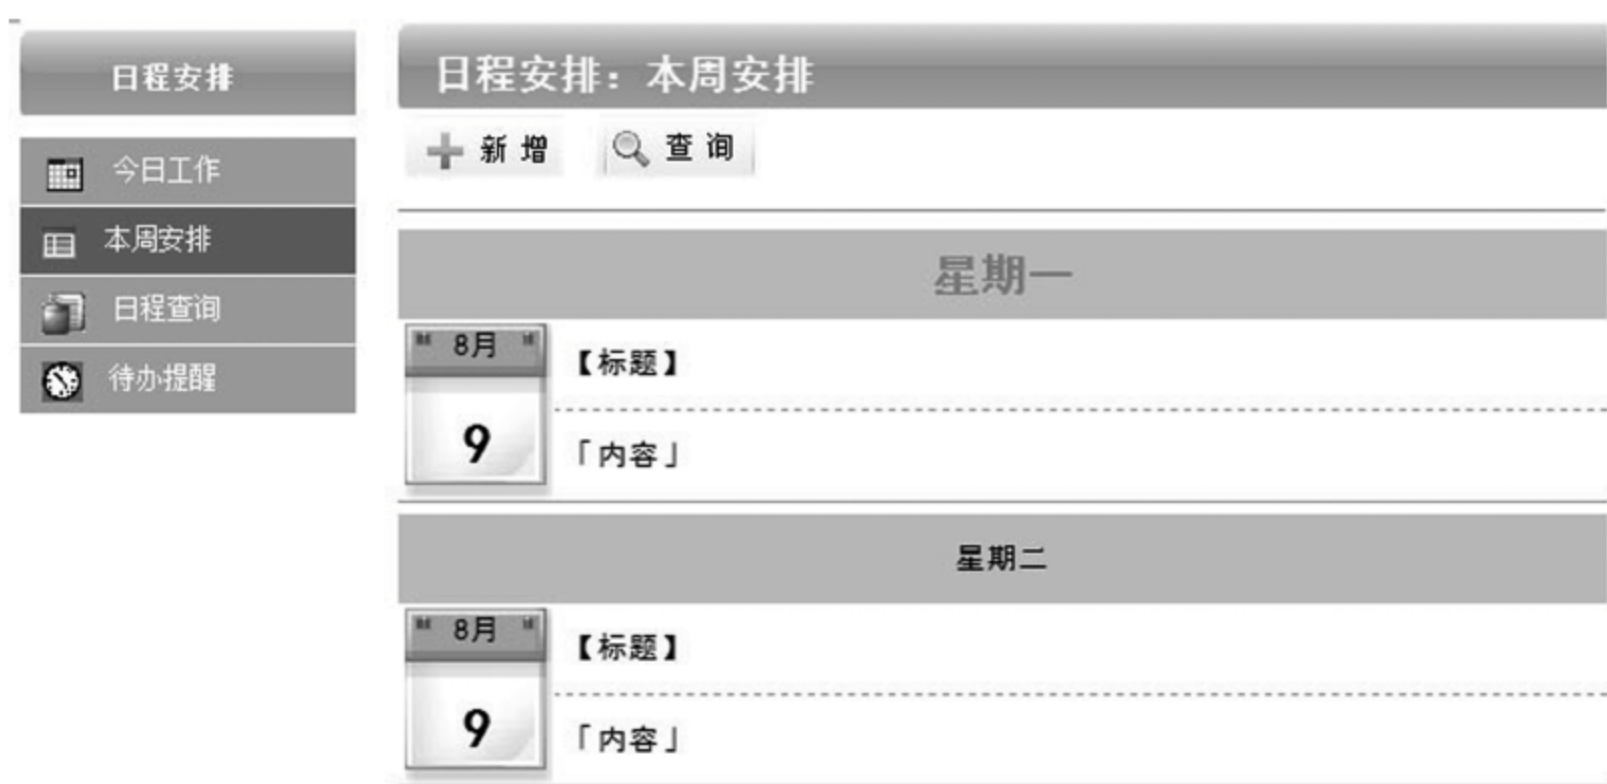 日程安排
今日工作
本周安排
日程查询
待办提醒
日程安排：本周安排
新增
查询
星期一
8月
9
【标题】
「内容」
星期二
8月
9
【标题】
「内容」